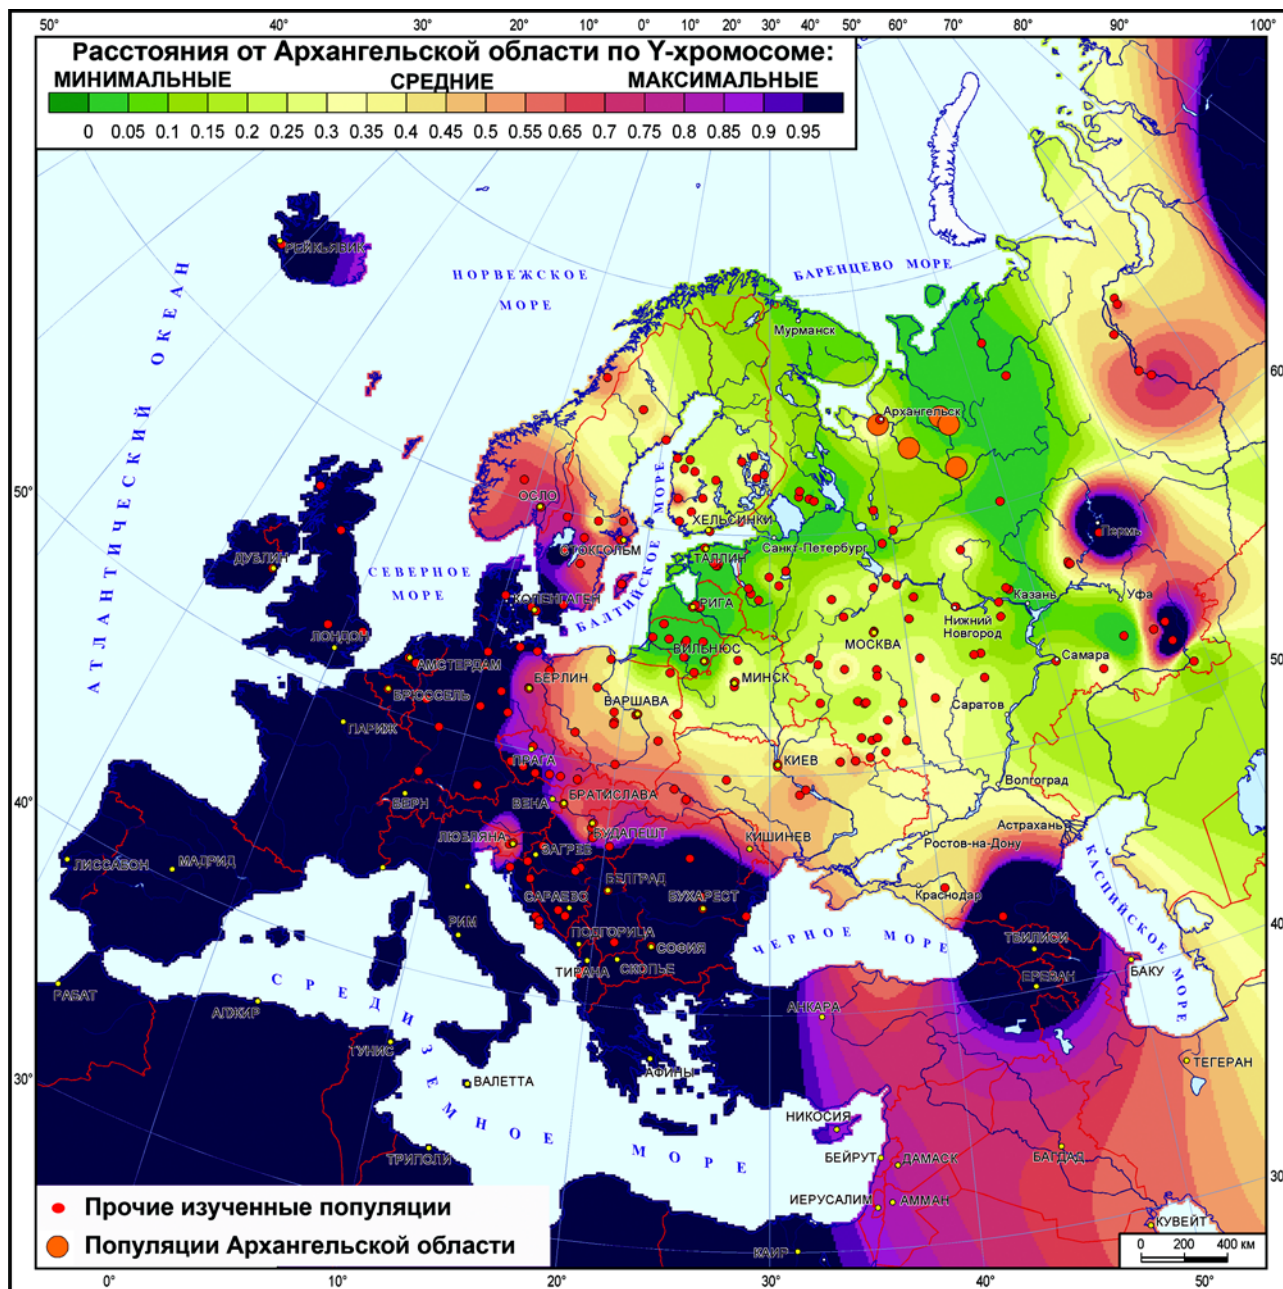 50° 40° 30° 20° 10° 0° 10° 20° 30° 40° 50° 60° 70° 80° 90° 100°
Расстояния от Архангельской области по Y-хромосоме:
МИНИМАЛЬНЫЕ СРЕДНИЕ МАКСИМАЛЬНЫЕ
0 0.05 0.1 0.15 0.2 0.25 0.3 0.35 0.4 0.45 0.5 0.55 0.65 0.7 0.75 0.8 0.85 0.9 0.95
РЕЙКЬЯВИК
НОРВЕЖСКОЕ
МОРЕ
БАРЕНЦЕВО МОРЕ
АТЛАНТИЧЕСКИЙ ОКЕАН
Мурманск
60°
Архангельск
50°
ОСЛО
ХЕЛЬСИНКИ
СТОКГОЛЬМ
ТАЛЛИН
Санкт-Петербург
Пермь
ДУБЛИН
СЕВЕРНОЕ
МОРЕ
КОПЕНГАГЕН
БАЛТИЙСКОЕ МОРЕ
РИГА
Казань
Уфа
Нижний
Новгород
ЛОНДОН
МОСКВА
ВИЛЬНЮС
Самара
50°
АМСТЕРДАМ
БЕРЛИН
МИНСК
БРЮССЕЛЬ
ВАРШАВА
Саратов
ПАРИЖ
ПРАГА
КИЕВ
Волгоград
40°
БЕРН
ВЕНА
БРАТИСЛАВА
Астрахань
ЛЮБЛЯНА
БУДАПЕШТ
КИШИНЕВ
Ростов-на-Дону
ЗАГРЕБ
ЛИССАБОН
МАДРИД
БЕЛГРАД
КАСПИЙСКОЕ МОРЕ
САРАЕВО
БУХАРЕСТ
Краснодар
РИМ
ПОДГОРИЦА
СОФИЯ
ЧЕРНОЕ МОРЕ
ТБИЛИСИ
40°
ТИРАНА
СКОПЬЕ
ЕРЕВАН
БАКУ
РАБАТ
СРЕДИЗЕМНОЕ МОРЕ
АЛЖИР
АНКАРА
ТУНИС
АФИНЫ
ТЕГЕРАН
30°
ВАЛЕТТА
НИКОСИЯ
ТРИПОЛИ
БЕЙРУТ
ДАМАСК
БАГДАД
30°
ИЕРУСАЛИМ
АММАН
Прочие изученные популяции
КУВЕЙТ
Популяции Архангельской области
КАИР
0 200 400 км
0° 10° 20° 30° 40° 50°